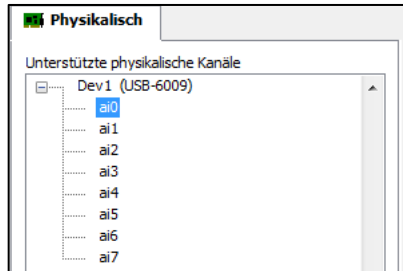 Physikalisch
Unterstützte physikalische Kanäle
Dev1 (USB-6009)
ai0
ai1
ai2
ai3
ai4
ai5
ai6
ai7